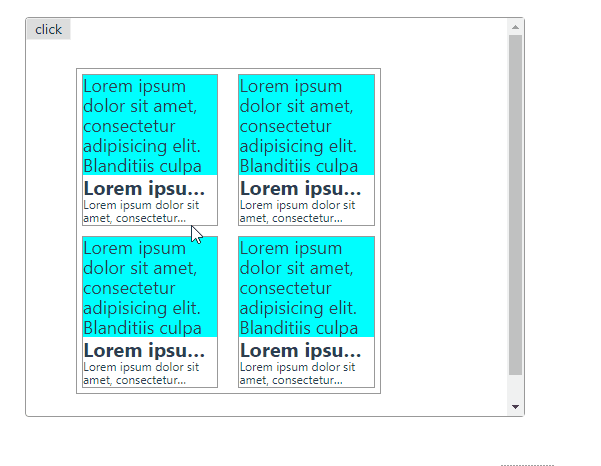 click
Lorem ipsum
dolor sit amet,
consectetur
adipisicing elit.
Blanditiis culpa
Lorem ipsu...
Lorem ipsum dolor sit
amet, consectetur...
Lorem ipsum
dolor sit amet,
consectetur
adipisicing elit.
Blanditiis culpa
Lorem ipsu...
Lorem ipsum dolor sit
amet, consectetur...
Lorem ipsum
dolor sit amet,
consectetur
adipisicing elit.
Blanditiis culpa
Lorem ipsu...
Lorem ipsum dolor sit
amet, consectetur...
Lorem ipsum
dolor sit amet,
consectetur
adipisicing elit.
Blanditiis culpa
Lorem ipsu...
Lorem ipsum dolor sit
amet, consectetur...